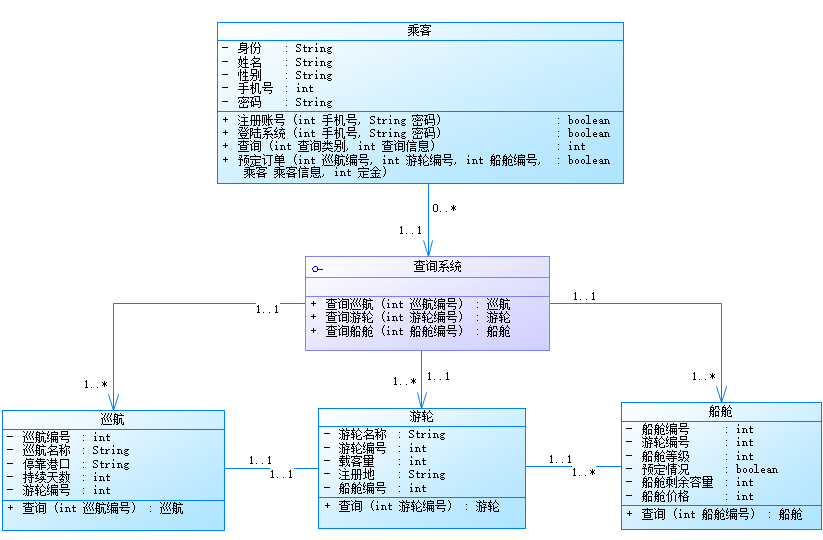 乘客
- 身份 : String
- 姓名 : String
- 性别 : String
- 手机号 : int
- 密码 : String
+ 注册账号 (int 手机号, String 密码) : boolean
+ 登陆系统 (int 手机号, String 密码) : boolean
+ 查询 (int 查询类别, int 查询信息) : int
+ 预定订单 (int 巡航编号, int 游轮编号, int 船舱编号, : boolean
乘客 乘客信息, int 定金)
0..*
1..1
查询系统
+ 查询巡航 (int 巡航编号) : 巡航
+ 查询游轮 (int 游轮编号) : 游轮
+ 查询船舱 (int 船舱编号) : 船舱
1..1
1..*
1..1
1..*
1..1
1..*
巡航
- 巡航编号 : int
- 巡航名称 : String
- 停靠港口 : String
- 持续天数 : int
- 游轮编号 : int
+ 查询 (int 巡航编号) : 巡航
1..1
1..1
游轮
- 游轮名称 : String
- 游轮编号 : int
- 载客量 : int
- 注册地 : String
- 船舱编号 : int
+ 查询 (int 游轮编号) : 游轮
1..1
1..*
船舱
- 船舱编号 : int
- 游轮编号 : int
- 船舱等级 : int
- 预定情况 : boolean
- 船舱剩余容量 : int
- 船舱价格 : int
+ 查询 (int 船舱编号) : 船舱